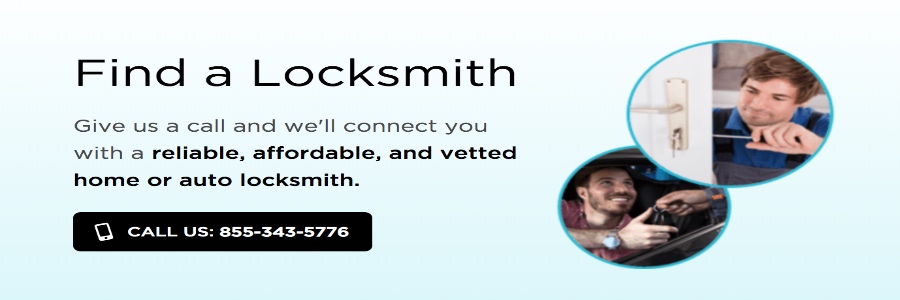 Find a Locksmith
Give us a call and we'll connect you
with a reliable, affordable, and vetted
home or auto locksmith.
CALL US: 855-343-5776